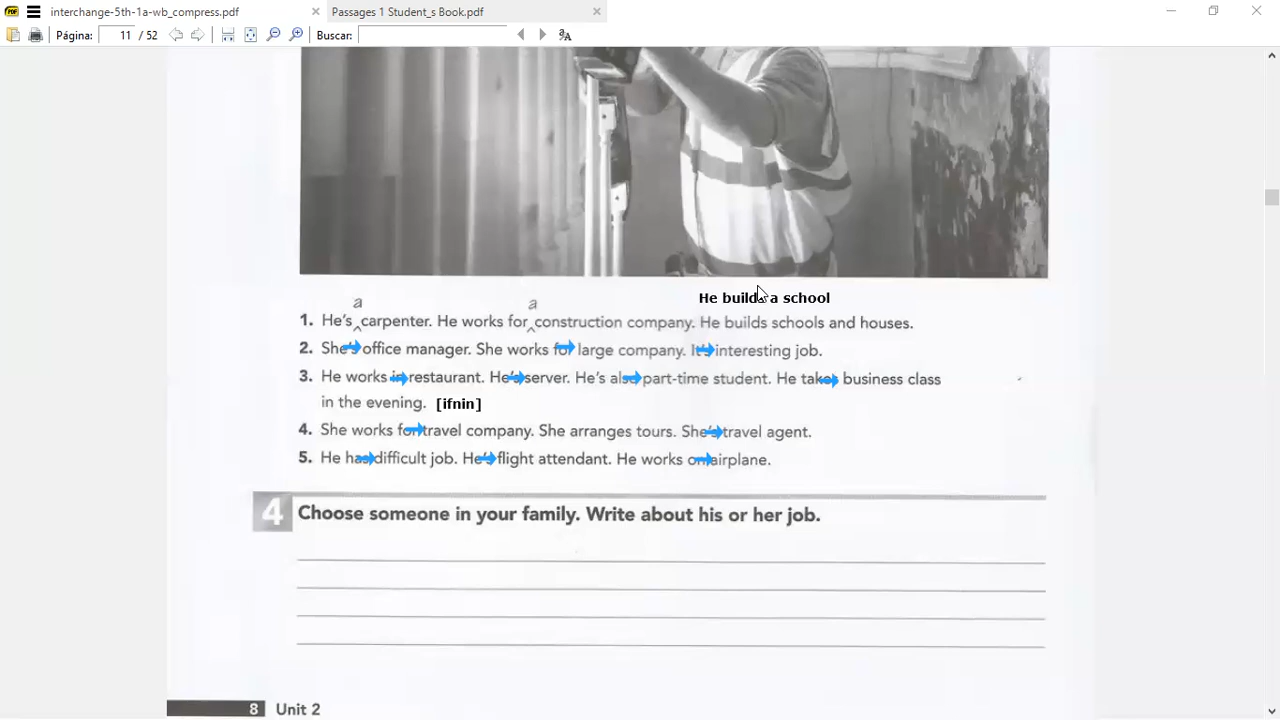 interchange-5th-1a-wb_compress.pdf Passages 1 Student_s Book.pdf
Página: 11 / 52 Buscar:
He builds a school
a a
1. He's carpenter. He works for construction company. He builds schools and houses.
2. She's office manager. She works for large company. It's interesting job.
3. He works in restaurant. He's server. He's also part-time student. He takes business class
in the evening. [ifnin]
4. She works for travel company. She arranges tours. She's travel agent.
5. He has difficult job. He's flight attendant. He works on airplane.
4 Choose someone in your family. Write about his or her job.
8 Unit 2